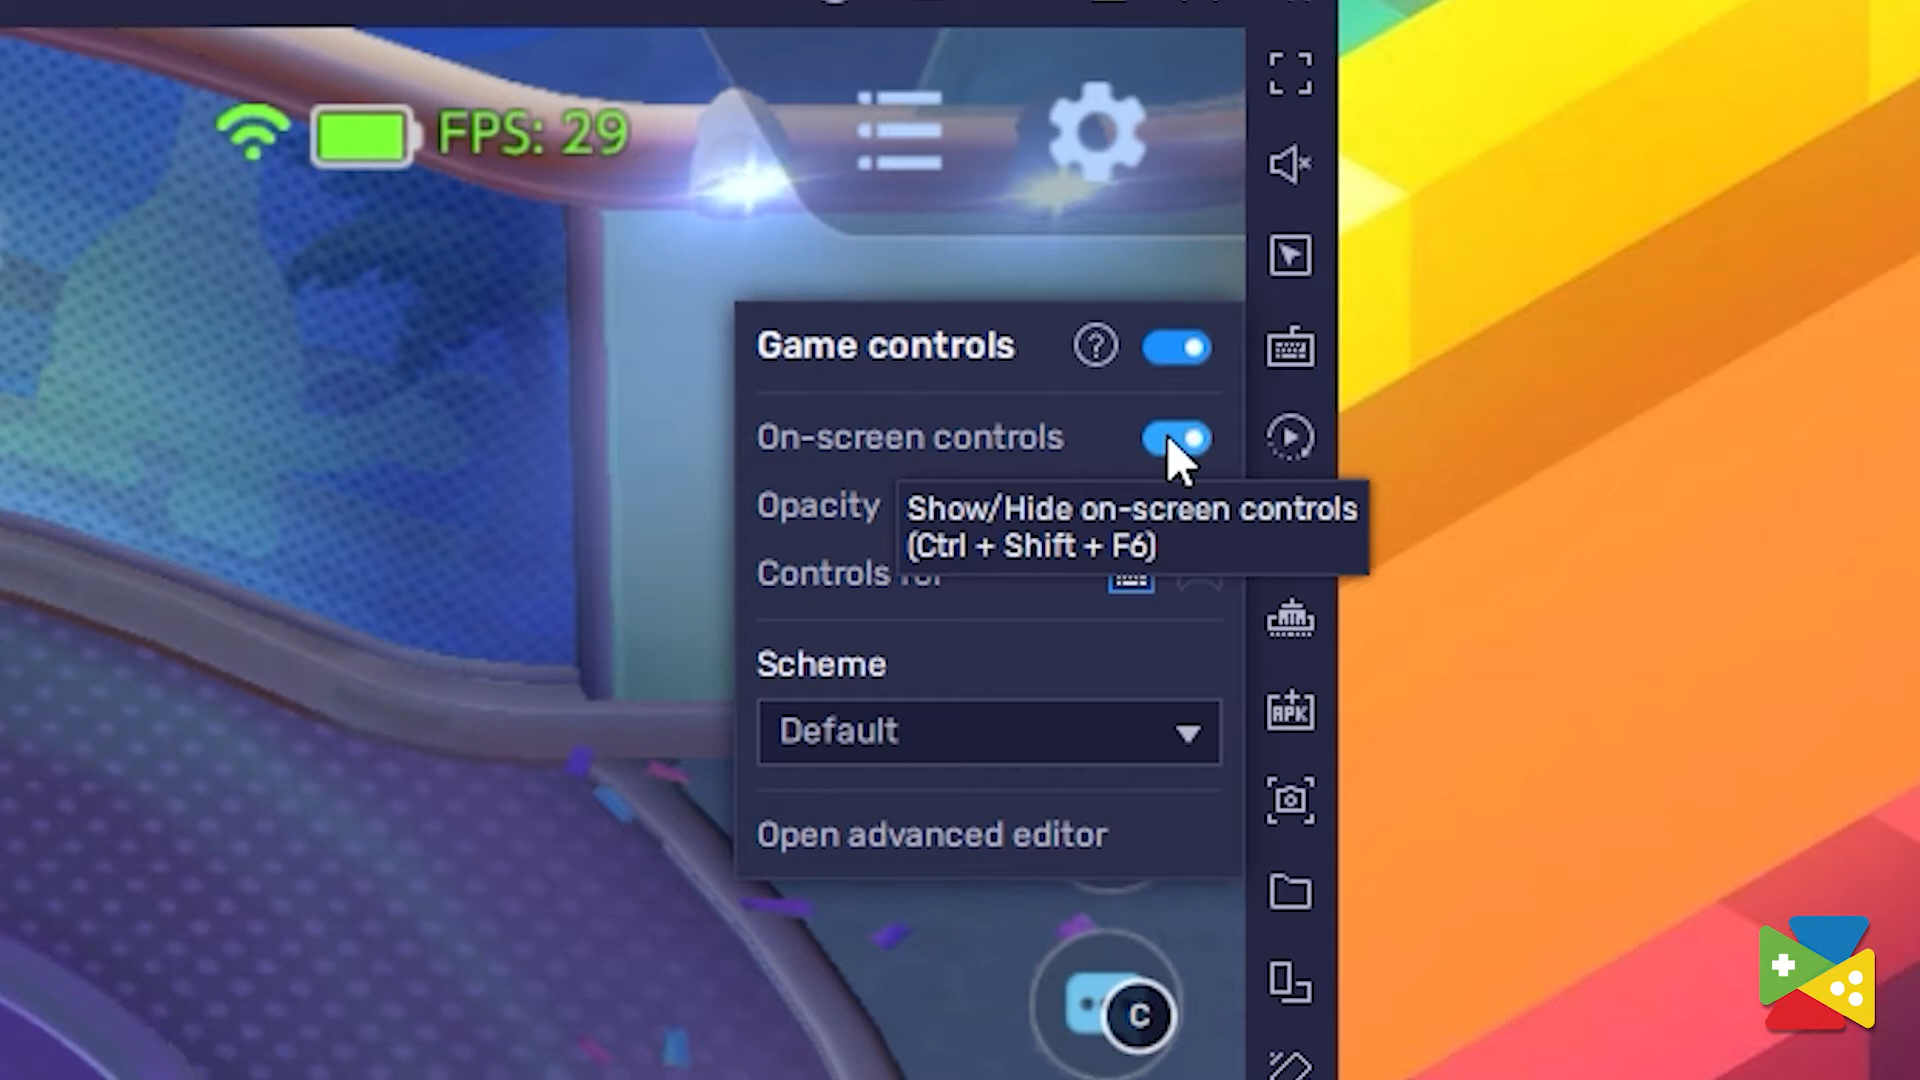 FPS: 29
Game controls
?
On-screen controls
Show/Hide on-screen controls
(Ctrl + Shift + F6)
Opacity
Controls for
Scheme
Default
Open advanced editor
APK
C